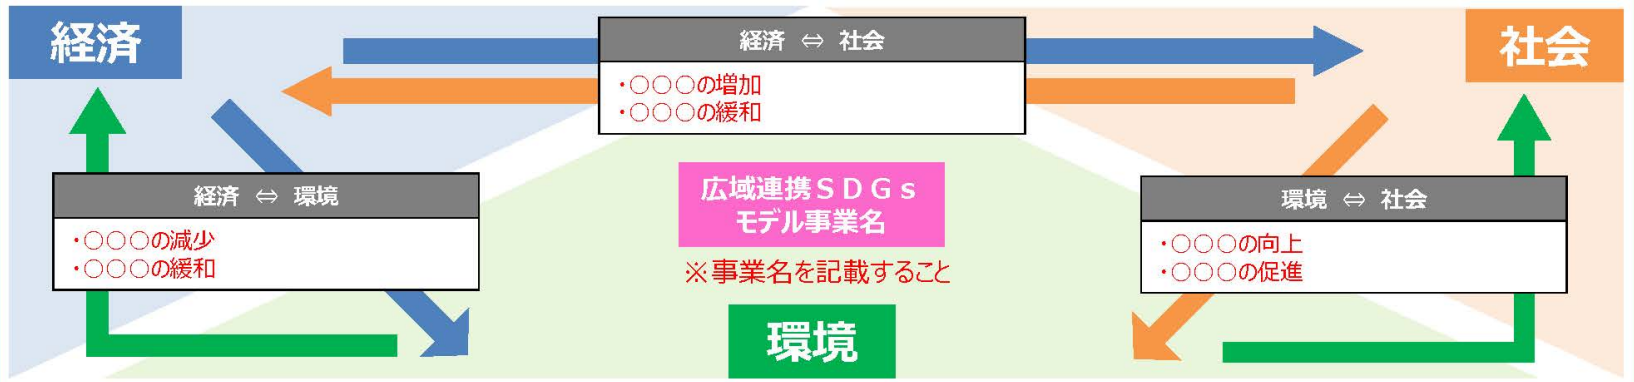 経済
経済 ⇔ 社会
・○○○の増加
・○○○の緩和
社会
経済 ⇔ 環境
・○○○の減少
・○○○の緩和
広域連携ＳＤＧｓ
モデル事業名
※事業名を記載すること
環境 ⇔ 社会
・○○○の向上
・○○○の促進
環境